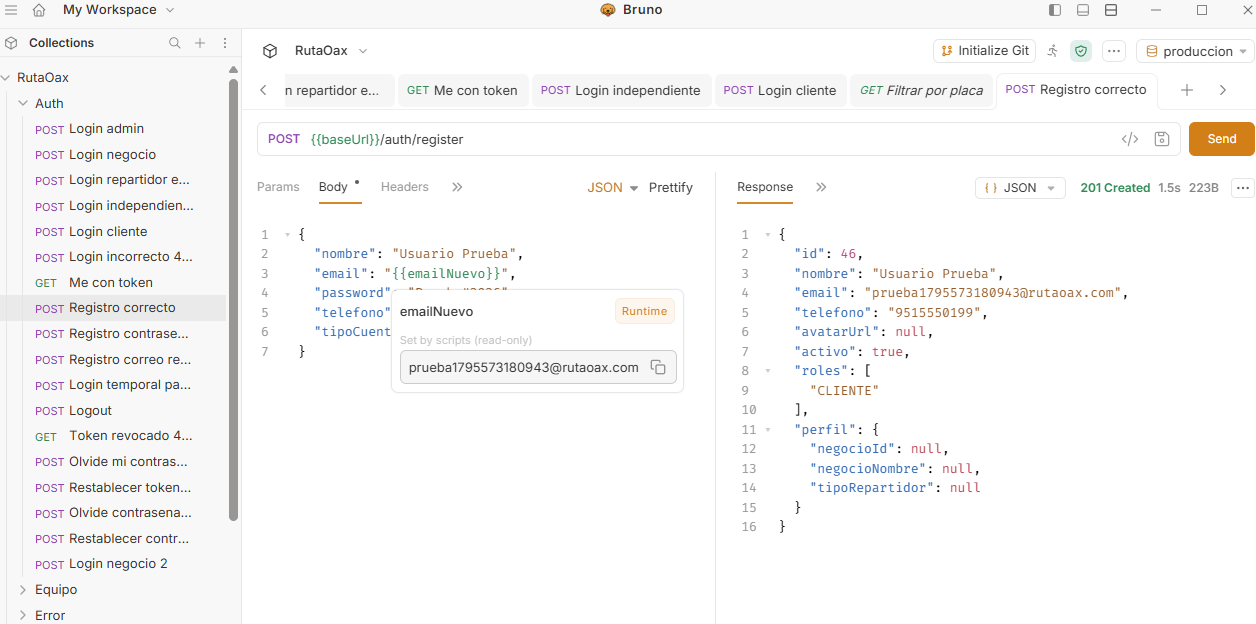 My Workspace
Bruno
Collections
RutaOax
Auth
POST Login admin
POST Login negocio
POST Login repartidor e...
POST Login independien...
POST Login cliente
POST Login incorrecto 4...
GET Me con token
POST Registro correcto
POST Registro contrase...
POST Registro correo re...
POST Login temporal pa...
POST Logout
GET Token revocado 4...
POST Olvide mi contras...
POST Restablecer token...
POST Olvide contrasena...
POST Restablecer contr...
POST Login negocio 2
Equipo
Error
RutaOax
Initialize Git
produccion
n repartidor e...
GET Me con token
POST Login independiente
POST Login cliente
GET Filtrar por placa
POST Registro correcto
POST {{baseUrl}}/auth/register
Send
Params
Body
Headers
JSON
Prettify
1 {
2 "nombre": "Usuario Prueba",
3 "email": "{{emailNuevo}}",
4 "password"
5 "telefono"
6 "tipoCuent
7 }
emailNuevo
Runtime
Set by scripts (read-only)
prueba1795573180943@rutaoax.com
Response
{ } JSON
201 Created 1.5s 223B
1 {
2 "id": 46,
3 "nombre": "Usuario Prueba",
4 "email": "prueba1795573180943@rutaoax.com",
5 "telefono": "9515550199",
6 "avatarUrl": null,
7 "activo": true,
8 "roles": [
9 "CLIENTE"
10 ],
11 "perfil": {
12 "negocioId": null,
13 "negocioNombre": null,
14 "tipoRepartidor": null
15 }
16 }